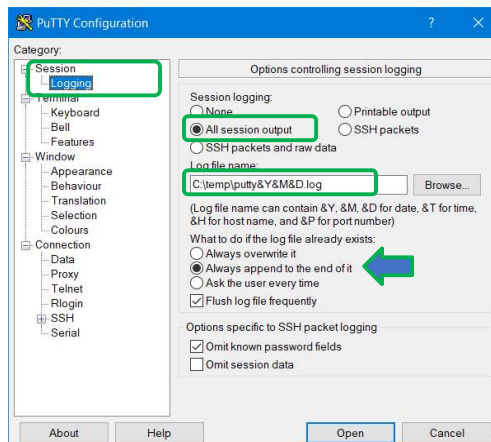 PuTTY Configuration
Category:
Session
Logging
Terminal
Keyboard
Bell
Features
Window
Appearance
Behaviour
Translation
Selection
Colours
Connection
Data
Proxy
Telnet
Rlogin
SSH
Serial
Options controlling session logging
Session logging:
None
Printable output
All session output
SSH packets
SSH packets and raw data
Log file name:
C:\temp\putty&Y&M&D.log
Browse...
(Log file name can contain &Y, &M, &D for date, &T for time,
&H for host name, and &P for port number)
What to do if the log file already exists:
Always overwrite it
Always append to the end of it
Ask the user every time
Flush log file frequently
Options specific to SSH packet logging
Omit known password fields
Omit session data
About
Help
Open
Cancel